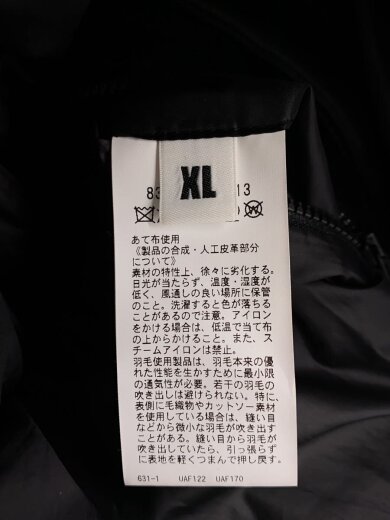 XL
83
13
あて布使用
《製品の合成・人工皮革部分
について》
素材の特性上、徐々に劣化する。
日光が当たらず、温度・湿度が
低く、風通しの良い場所に保管
のこと。洗濯すると色が落ちる
ことがあるので注意。アイロン
をかける場合は、低温で当て布
の上からかけること。また、ス
チームアイロンは禁止。
羽毛使用製品は、羽毛本来の優
れた性能を生かすために最小限
の通気性が必要。若干の羽毛の
吹き出しは避けられない。特に、
表側に毛織物やカットソー素材
を使用している場合は、縫い目
などから微小な羽毛が吹き出す
ことがある。縫い目から羽毛が
吹き出していたら、引っ張らず
に表地を軽くつまんで押し戻す。
631-1 UAF122 UAF170